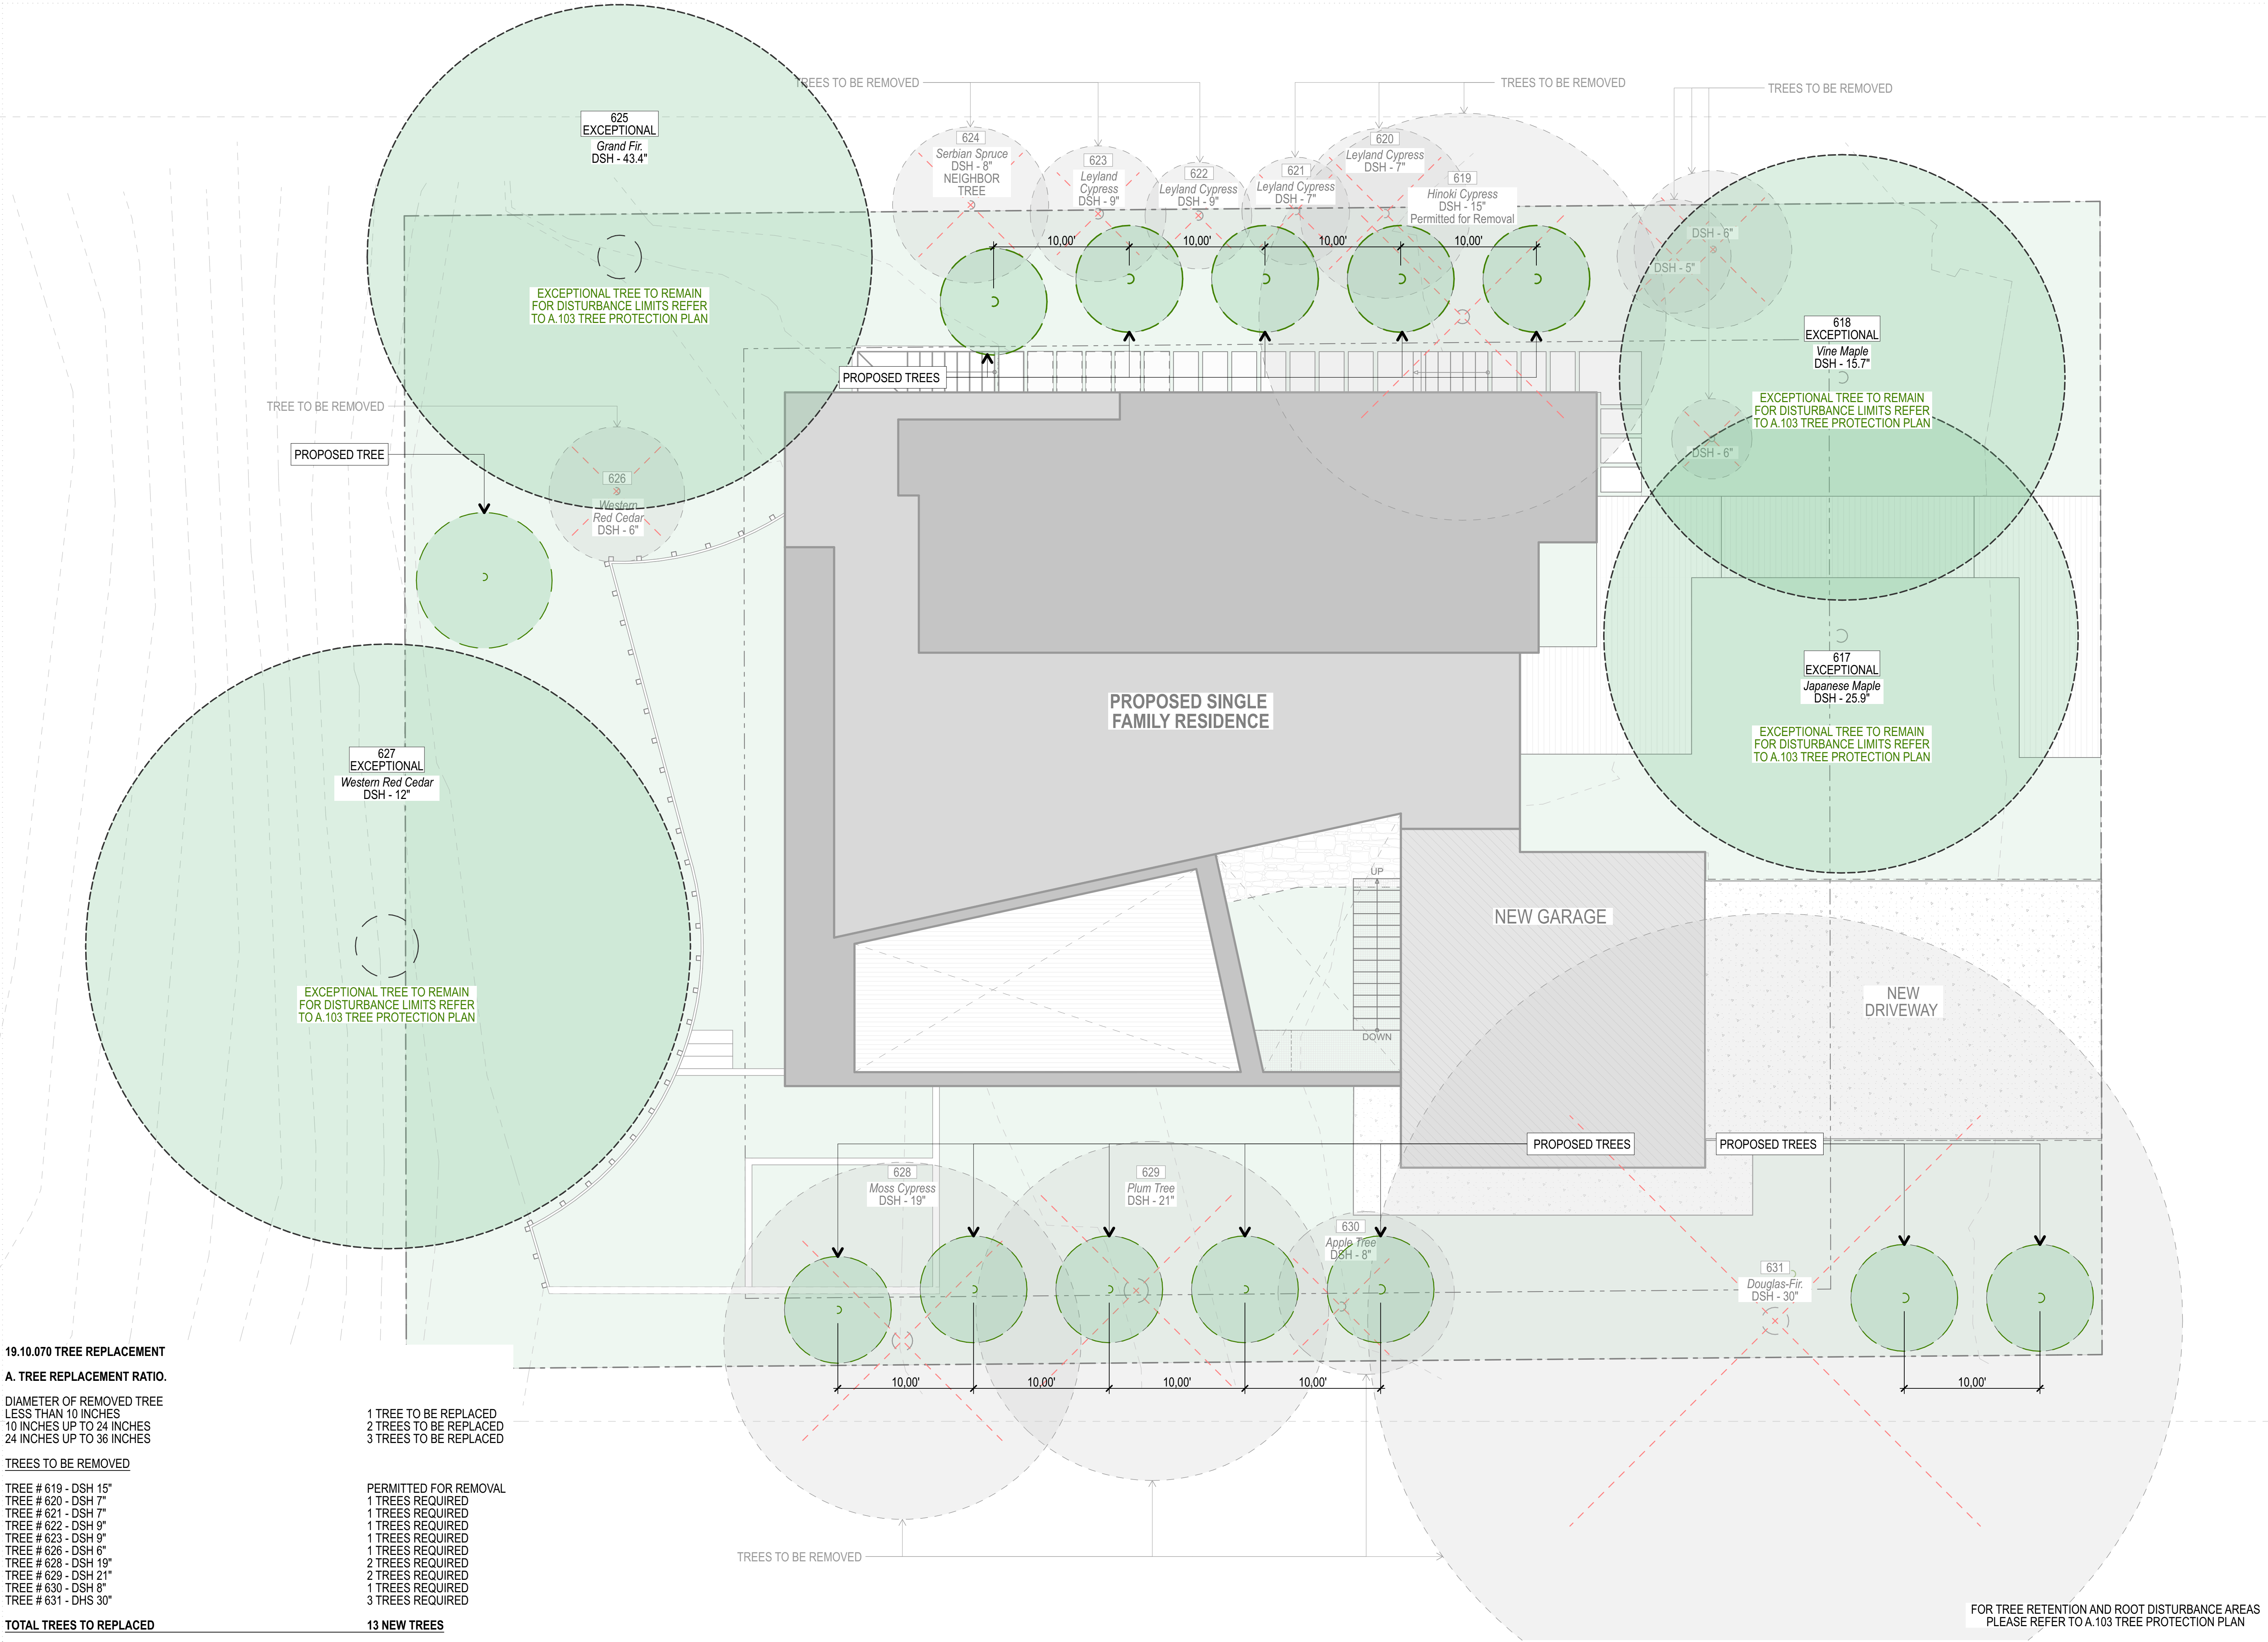 TREES TO BE REMOVED
TREES TO BE REMOVED
TREES TO BE REMOVED
625
EXCEPTIONAL
Grand Fir.
DSH - 43.4"
EXCEPTIONAL TREE TO REMAIN
FOR DISTURBANCE LIMITS REFER
TO A.103 TREE PROTECTION PLAN
624
Serbian Spruce
DSH - 8"
NEIGHBOR
TREE
623
Leyland
Cypress
DSH - 9"
622
Leyland Cypress
DSH - 9"
621
Leyland Cypress
DSH - 7"
620
Leyland Cypress
DSH - 7"
619
Hinoki Cypress
DSH - 15"
Permitted for Removal
DSH - 6"
DSH - 5"
10,00'
10,00'
10,00'
10,00'
618
EXCEPTIONAL
Vine Maple
DSH - 15.7"
EXCEPTIONAL TREE TO REMAIN
FOR DISTURBANCE LIMITS REFER
TO A.103 TREE PROTECTION PLAN
DSH - 6"
PROPOSED TREES
TREE TO BE REMOVED
PROPOSED TREE
626
Western
Red Cedar
DSH - 6"
617
EXCEPTIONAL
Japanese Maple
DSH - 25.9"
EXCEPTIONAL TREE TO REMAIN
FOR DISTURBANCE LIMITS REFER
TO A.103 TREE PROTECTION PLAN
PROPOSED SINGLE
FAMILY RESIDENCE
627
EXCEPTIONAL
Western Red Cedar
DSH - 12"
EXCEPTIONAL TREE TO REMAIN
FOR DISTURBANCE LIMITS REFER
TO A.103 TREE PROTECTION PLAN
UP
DOWN
NEW GARAGE
NEW
DRIVEWAY
PROPOSED TREES
PROPOSED TREES
628
Moss Cypress
DSH - 19"
629
Plum Tree
DSH - 21"
630
Apple Tree
DSH - 8"
631
Douglas-Fir.
DSH - 30"
10,00'
10,00'
10,00'
10,00'
10,00'
TREES TO BE REMOVED
19.10.070 TREE REPLACEMENT
A. TREE REPLACEMENT RATIO.
DIAMETER OF REMOVED TREE
LESS THAN 10 INCHES 1 TREE TO BE REPLACED
10 INCHES UP TO 24 INCHES 2 TREES TO BE REPLACED
24 INCHES UP TO 36 INCHES 3 TREES TO BE REPLACED
TREES TO BE REMOVED
TREE # 619 - DSH 15" PERMITTED FOR REMOVAL
TREE # 620 - DSH 7" 1 TREES REQUIRED
TREE # 621 - DSH 7" 1 TREES REQUIRED
TREE # 622 - DSH 9" 1 TREES REQUIRED
TREE # 623 - DSH 9" 1 TREES REQUIRED
TREE # 626 - DSH 6" 1 TREES REQUIRED
TREE # 628 - DSH 19" 2 TREES REQUIRED
TREE # 629 - DSH 21" 2 TREES REQUIRED
TREE # 630 - DSH 8" 1 TREES REQUIRED
TREE # 631 - DHS 30" 3 TREES REQUIRED
TOTAL TREES TO REPLACED 13 NEW TREES
FOR TREE RETENTION AND ROOT DISTURBANCE AREAS
PLEASE REFER TO A.103 TREE PROTECTION PLAN